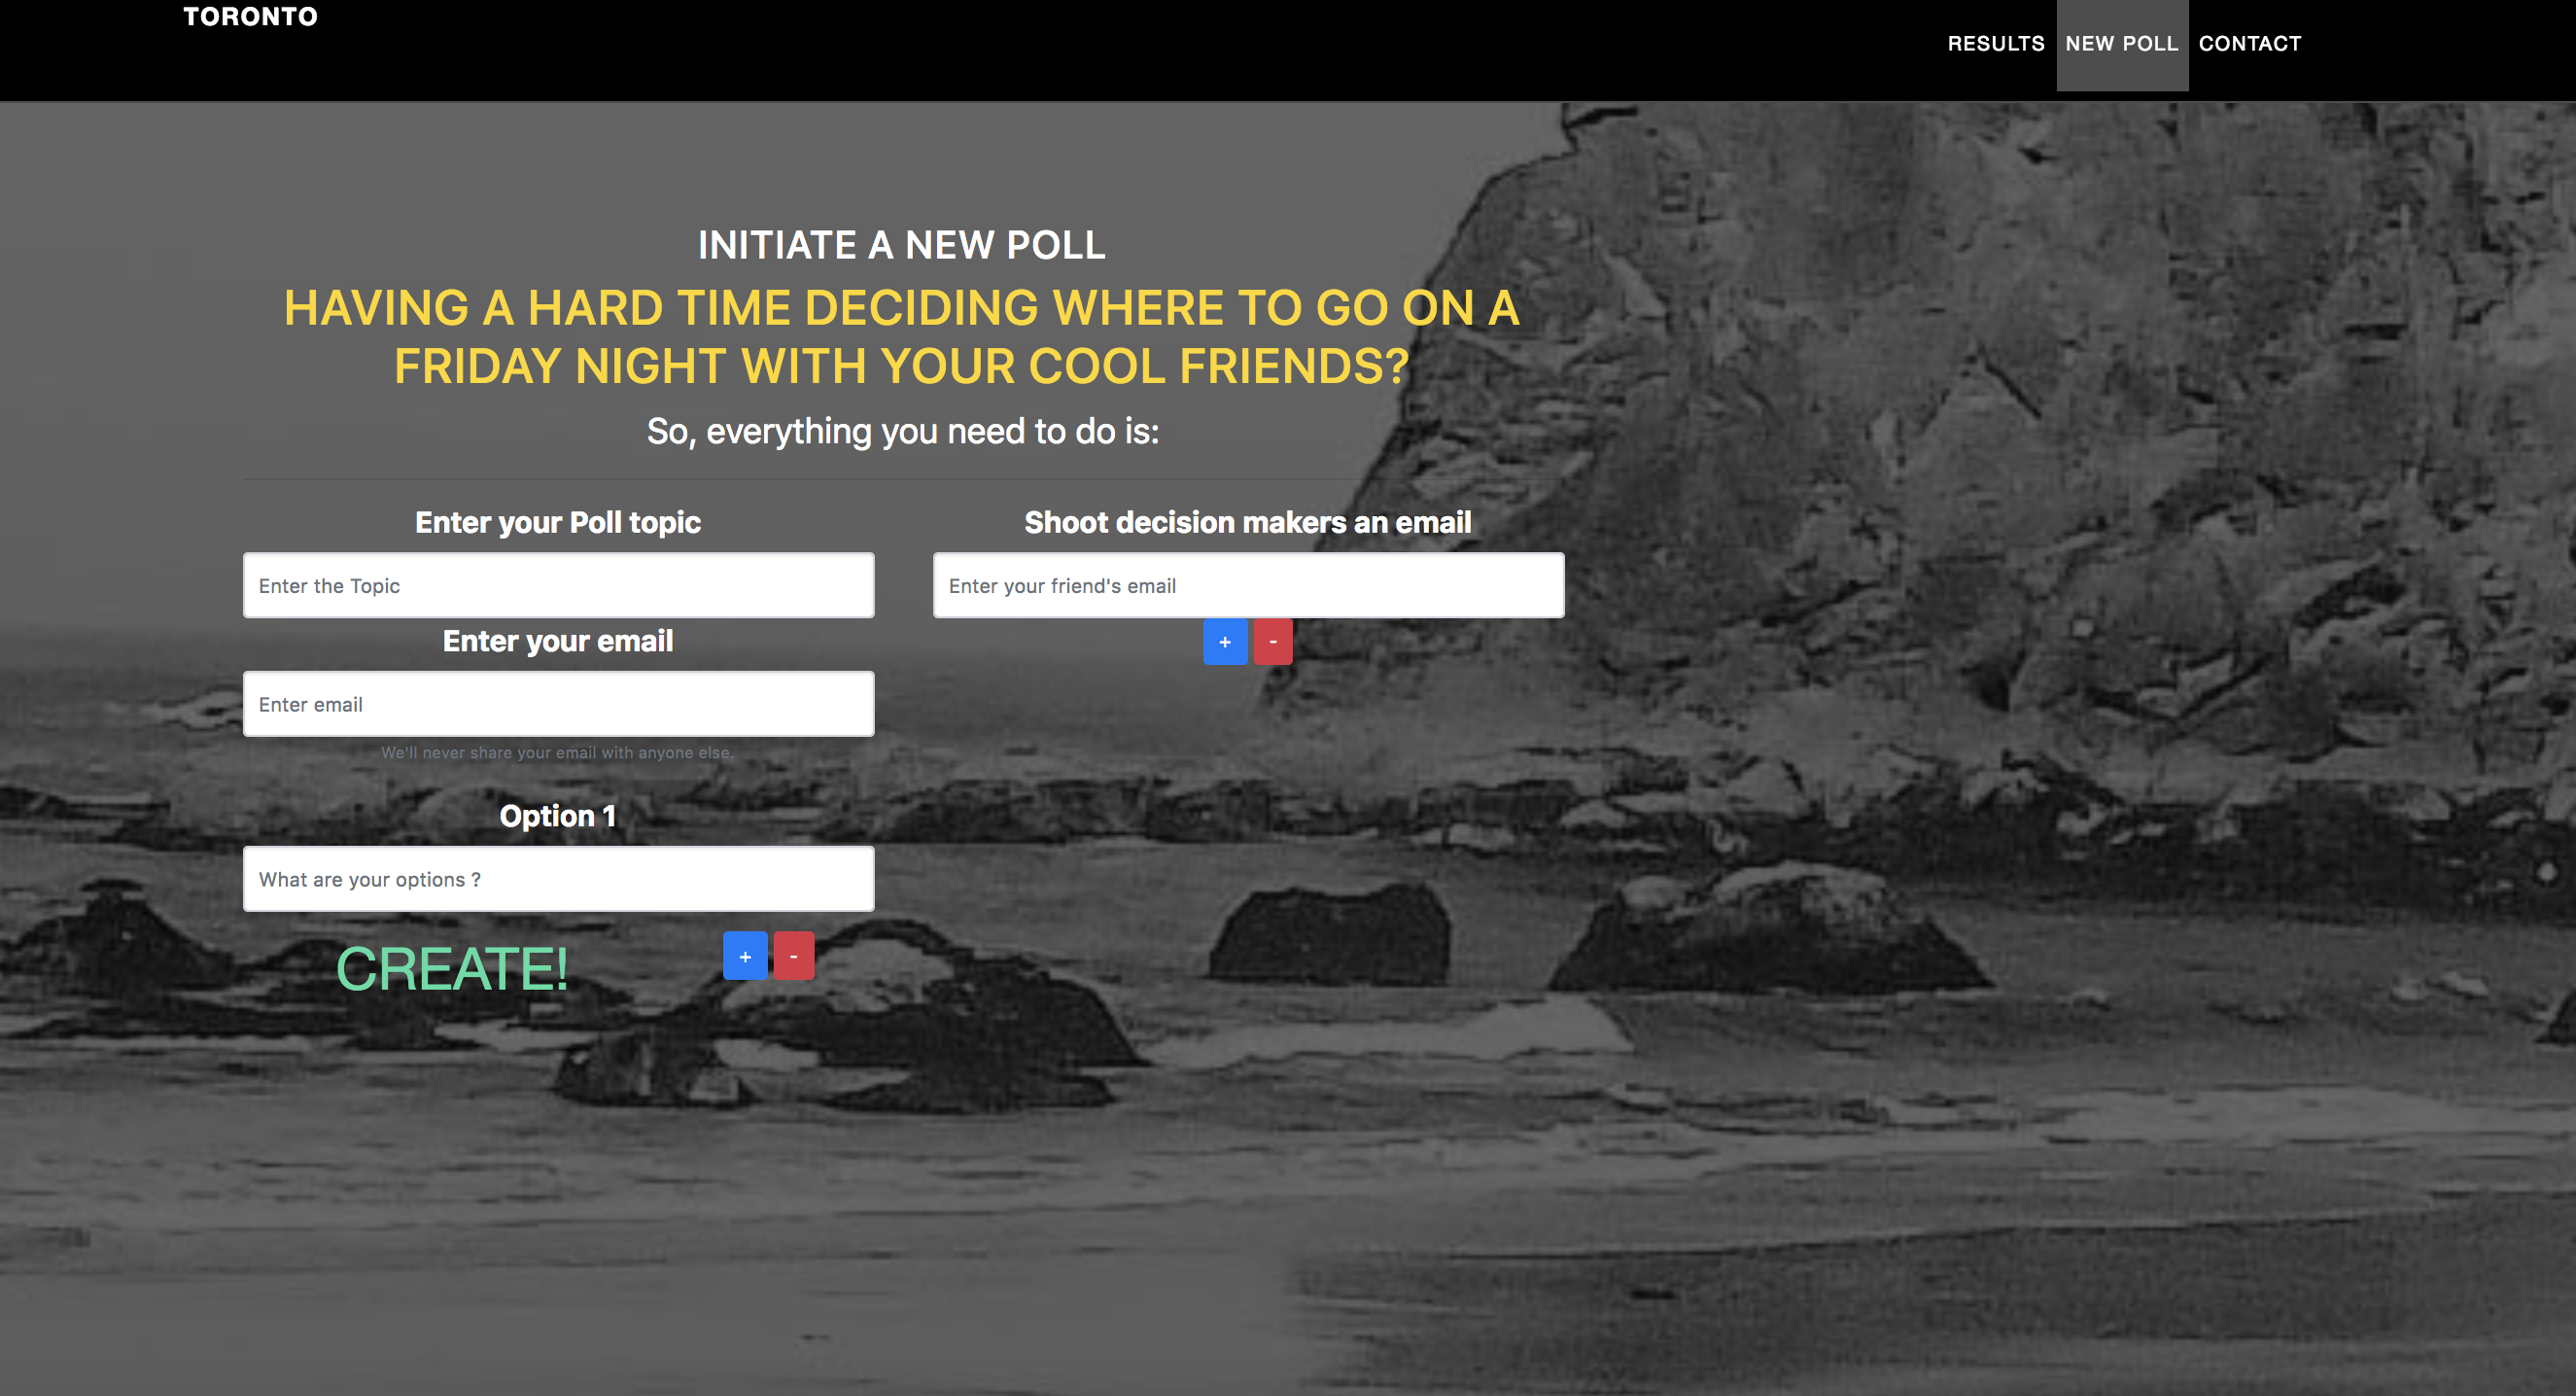 TORONTO
RESULTS NEW POLL CONTACT
INITIATE A NEW POLL
HAVING A HARD TIME DECIDING WHERE TO GO ON A
FRIDAY NIGHT WITH YOUR COOL FRIENDS?
So, everything you need to do is:
Enter your Poll topic
Enter the Topic
Enter your email
Enter email
We'll never share your email with anyone else.
Option 1
What are your options ?
CREATE!
+ -
Shoot decision makers an email
Enter your friend's email
+ -